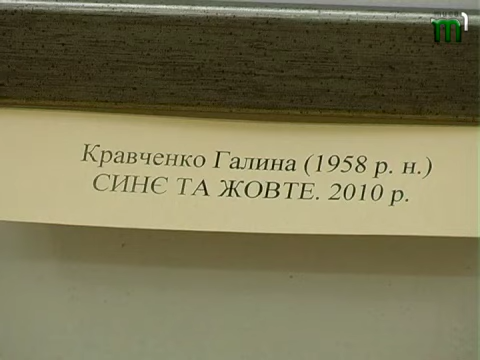 Кравченко Галина (1958 р. н.)
СИНЄ ТА ЖОВТЕ. 2010 р.